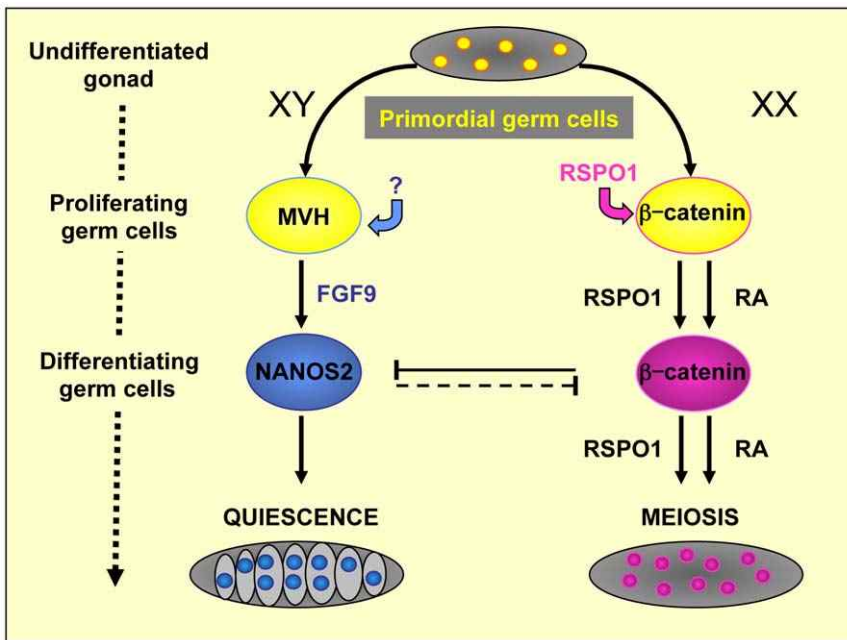 Undifferentiated
gonad
XY
XX
Primordial germ cells
Proliferating
germ cells
MVH
?
RSPO1
β-catenin
FGF9
RSPO1
RA
Differentiating
germ cells
NANOS2
β-catenin
RSPO1
RA
QUIESCENCE
MEIOSIS